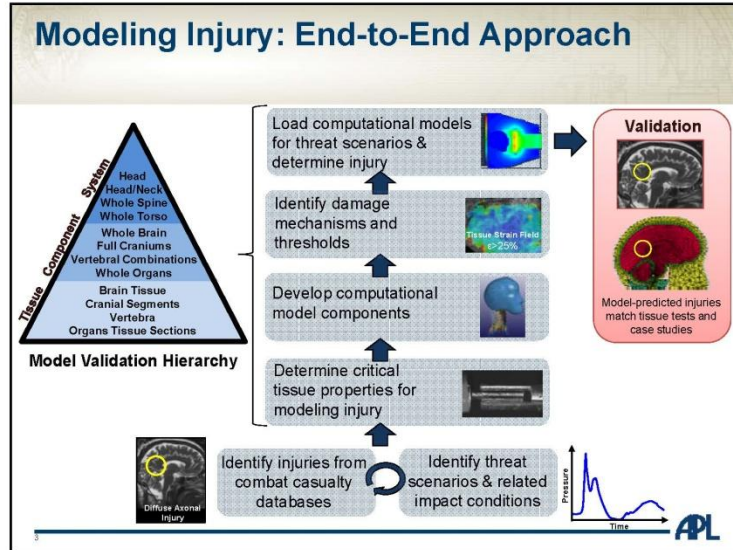 Modeling Injury: End-to-End Approach
Load computational models
for threat scenarios &
determine injury
Identify damage
mechanisms and
thresholds
Tissue Strain Field
ε>25%
Develop computational
model components
Determine critical
tissue properties for
modeling injury
Identify injuries from
combat casualty
databases
Identify threat
scenarios & related
impact conditions
Diffuse Axonal
Injury
Pressure
Time
Tissue Component System
Head
Head/Neck
Whole Spine
Whole Torso
Whole Brain
Full Craniums
Vertebral Combinations
Whole Organs
Brain Tissue
Cranial Segments
Vertebra
Organs Tissue Sections
Model Validation Hierarchy
Validation
Model-predicted injuries
match tissue tests and
case studies
3
APL